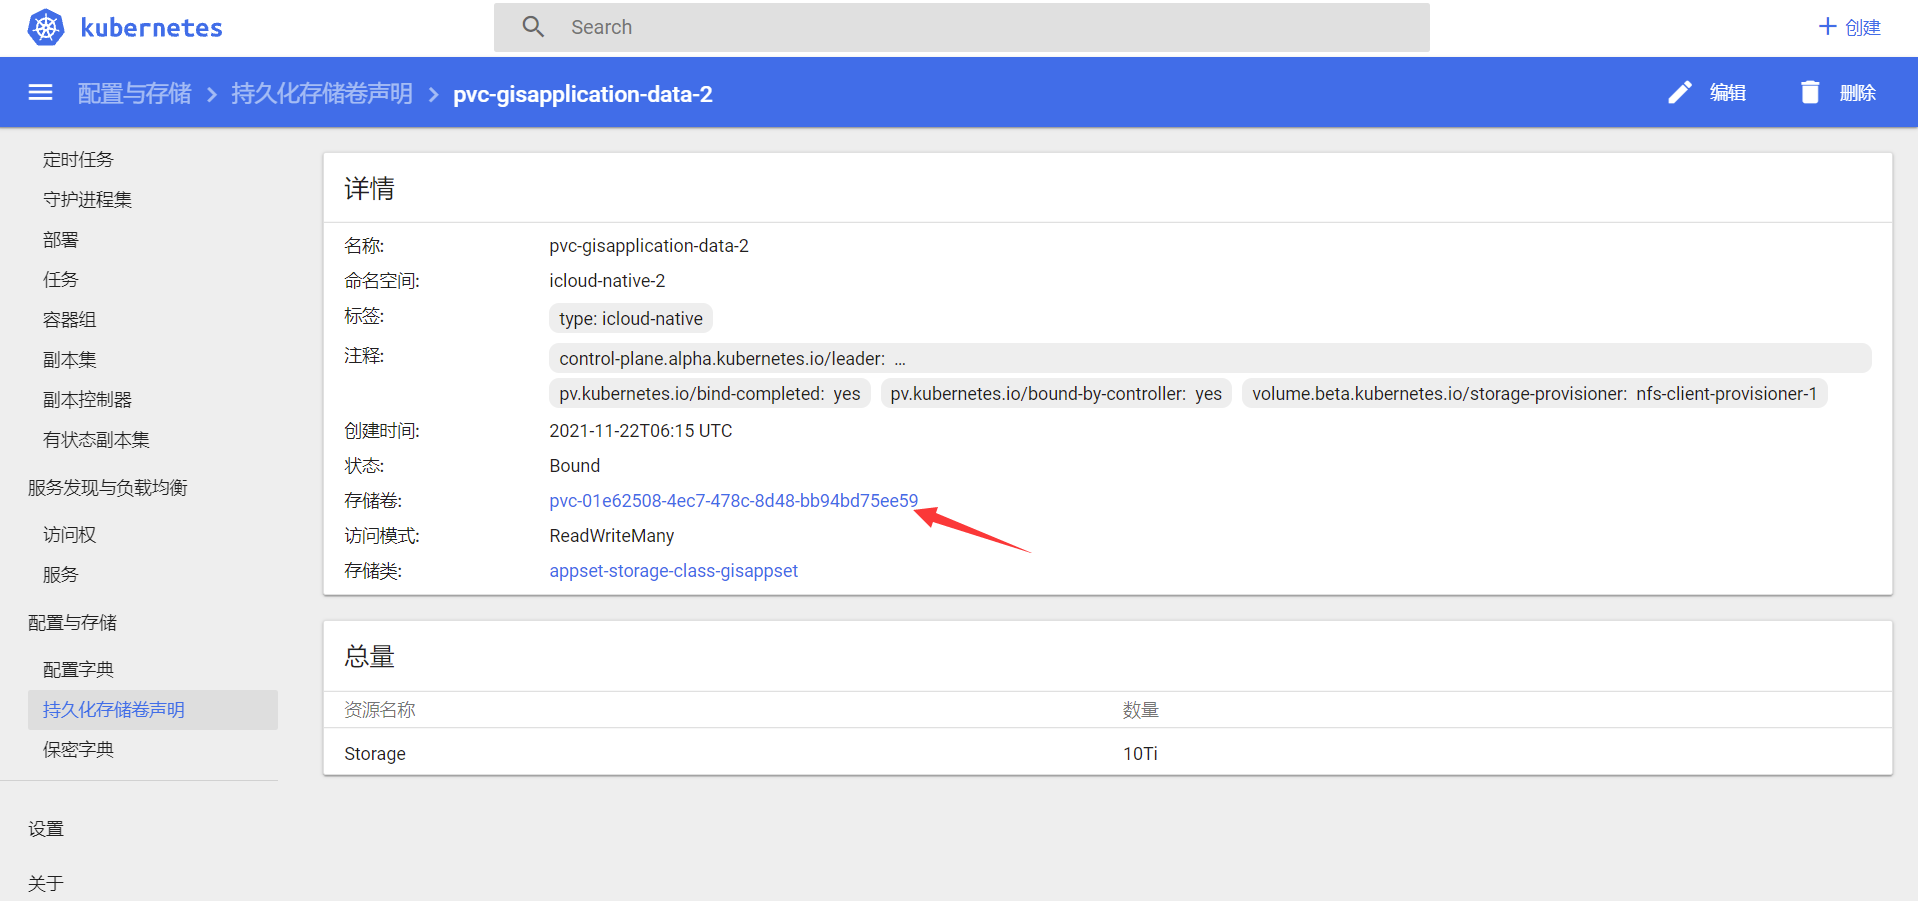 kubernetes
Search
创建
配置与存储 持久化存储卷声明 pvc-gisapplication-data-2
编辑 删除
定时任务
守护进程集
部署
任务
容器组
副本集
副本控制器
有状态副本集
服务发现与负载均衡
访问权
服务
配置与存储
配置字典
持久化存储卷声明
保密字典
设置
关于
详情
名称: pvc-gisapplication-data-2
命名空间: icloud-native-2
标签: type: icloud-native
注释: control-plane.alpha.kubernetes.io/leader: ...
pv.kubernetes.io/bind-completed: yes pv.kubernetes.io/bound-by-controller: yes volume.beta.kubernetes.io/storage-provisioner: nfs-client-provisioner-1
创建时间: 2021-11-22T06:15 UTC
状态: Bound
存储卷: pvc-01e62508-4ec7-478c-8d48-bb94bd75ee59
访问模式: ReadWriteMany
存储类: appset-storage-class-gisappset
总量
资源名称 数量
Storage 10Ti